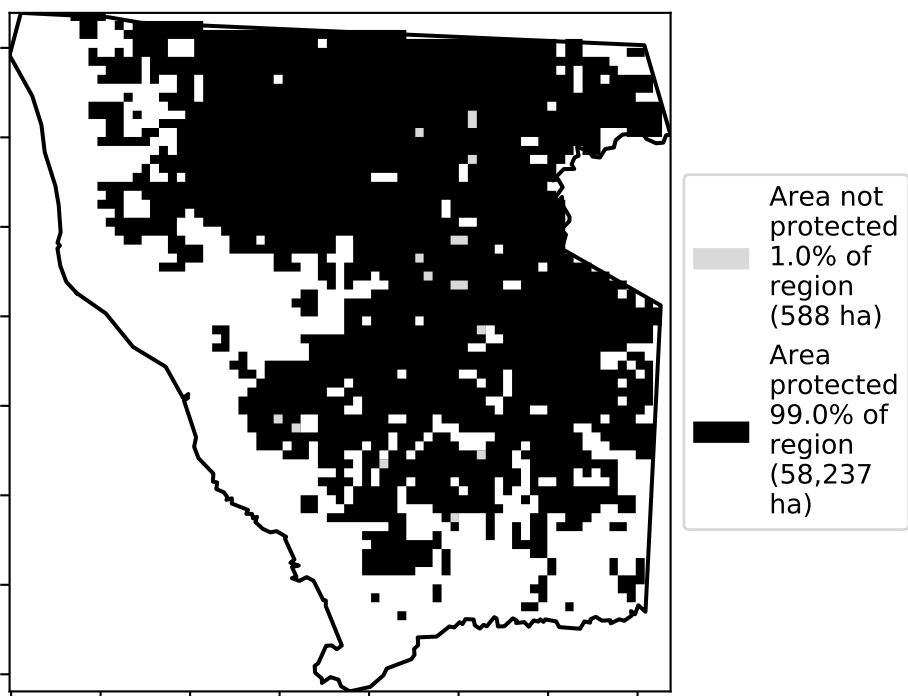 Area not
protected
1.0% of
region
(588 ha)
Area
protected
99.0% of
region
(58,237
ha)